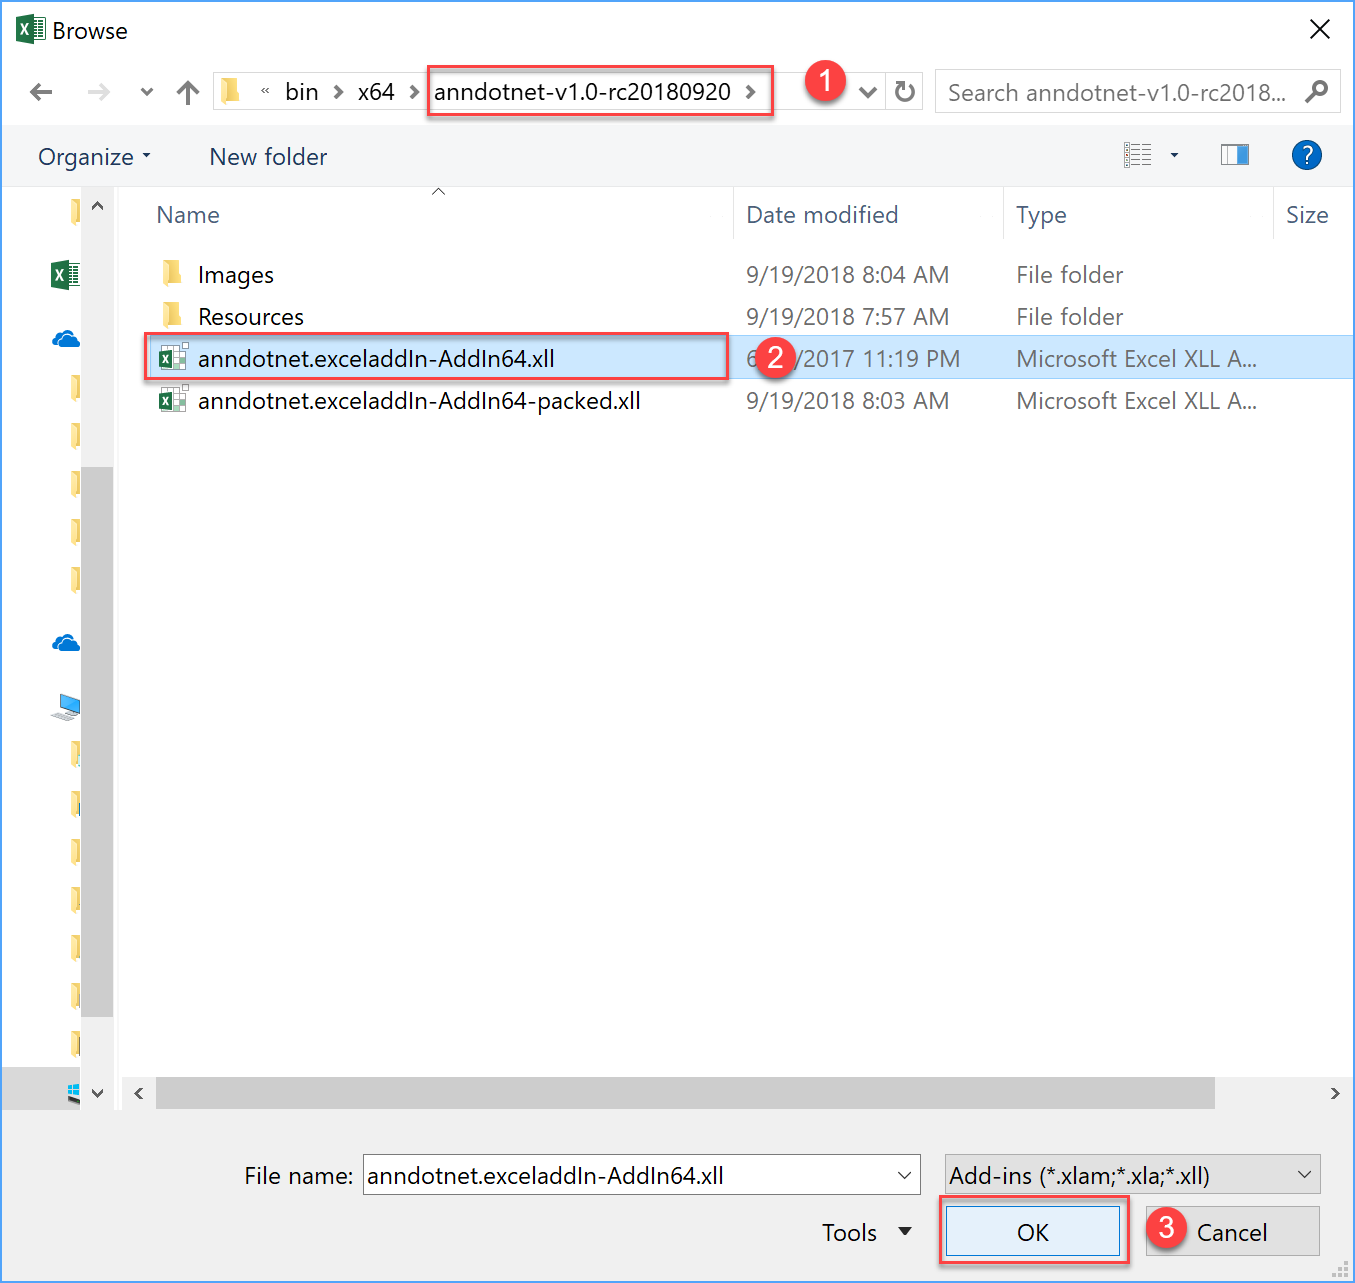 Browse
« bin > x64 > anndotnet-v1.0-rc20180920 > 1 Search anndotnet-v1.0-rc2018...
Organize New folder ?
Name Date modified Type Size
Images 9/19/2018 8:04 AM File folder
Resources 9/19/2018 7:57 AM File folder
anndotnet.exceladdIn-AddIn64.xll 2 2017 11:19 PM Microsoft Excel XLL A...
anndotnet.exceladdIn-AddIn64-packed.xll 9/19/2018 8:03 AM Microsoft Excel XLL A...
File name: anndotnet.exceladdIn-AddIn64.xll Add-ins (*.xlam;*.xla;*.xll)
Tools OK 3 Cancel